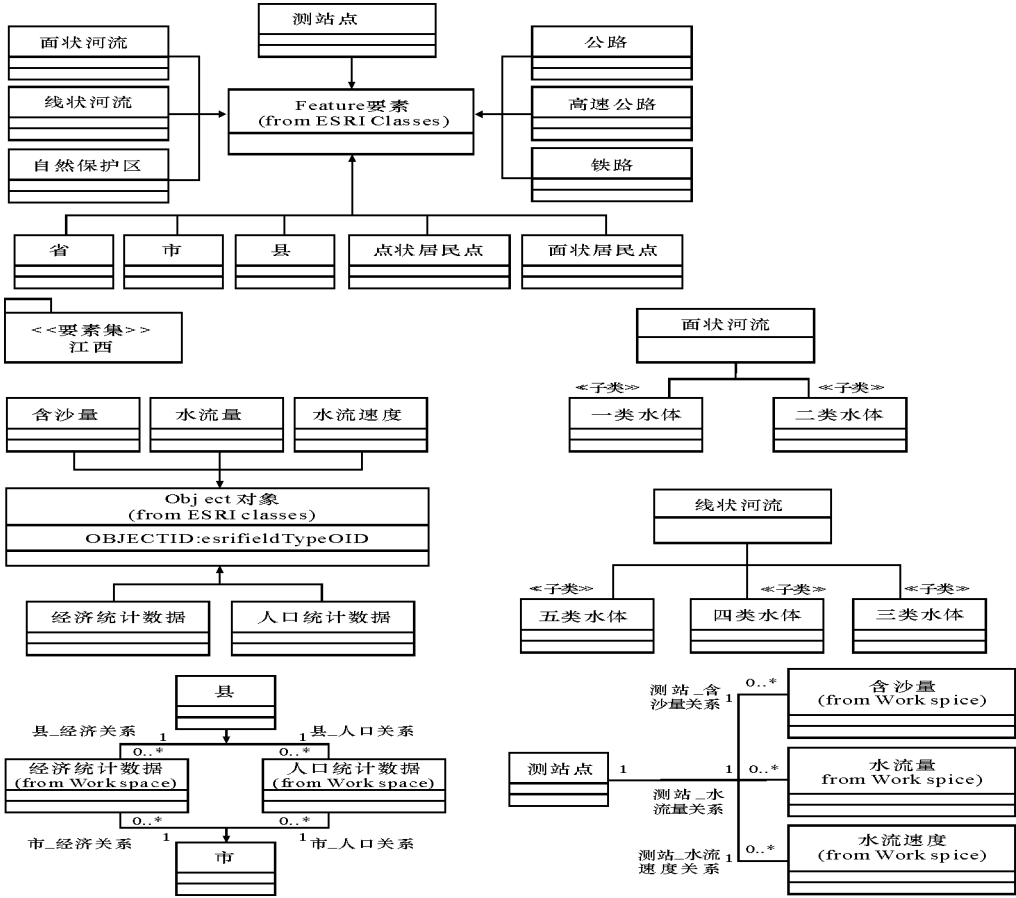 测站点
面状河流
线状河流
自然保护区
Feature要素
(from ESRI Classes)
公路
高速公路
铁路
省
市
县
点状居民点
面状居民点
<<要素集>>
江西
面状河流
≪子类≫
≪子类≫
一类水体
二类水体
含沙量
水流量
水流速度
Object 对象
(from ESRI classes)
OBJECTID:esrifieldTypeOID
经济统计数据
人口统计数据
线状河流
≪子类≫
≪子类≫
≪子类≫
五类水体
四类水体
三类水体
县
县_经济关系
1
1
县_人口关系
0..*
0..*
经济统计数据
(from Work space)
人口统计数据
(from Work space)
0..*
0..*
市_经济关系
1
1
市_人口关系
市
测站点
1
测站_含
沙量关系
1
0..*
含沙量
(from Work spice)
1
0..*
测站_水
流量关系
水流量
from Work spice)
测站_水流
速度关系
1
0..*
水流速度
(from Work spice)